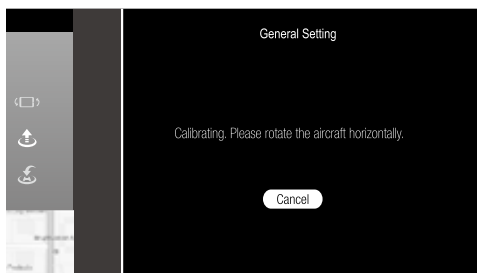 General Setting
Calibrating. Please rotate the aircraft horizontally.
Cancel